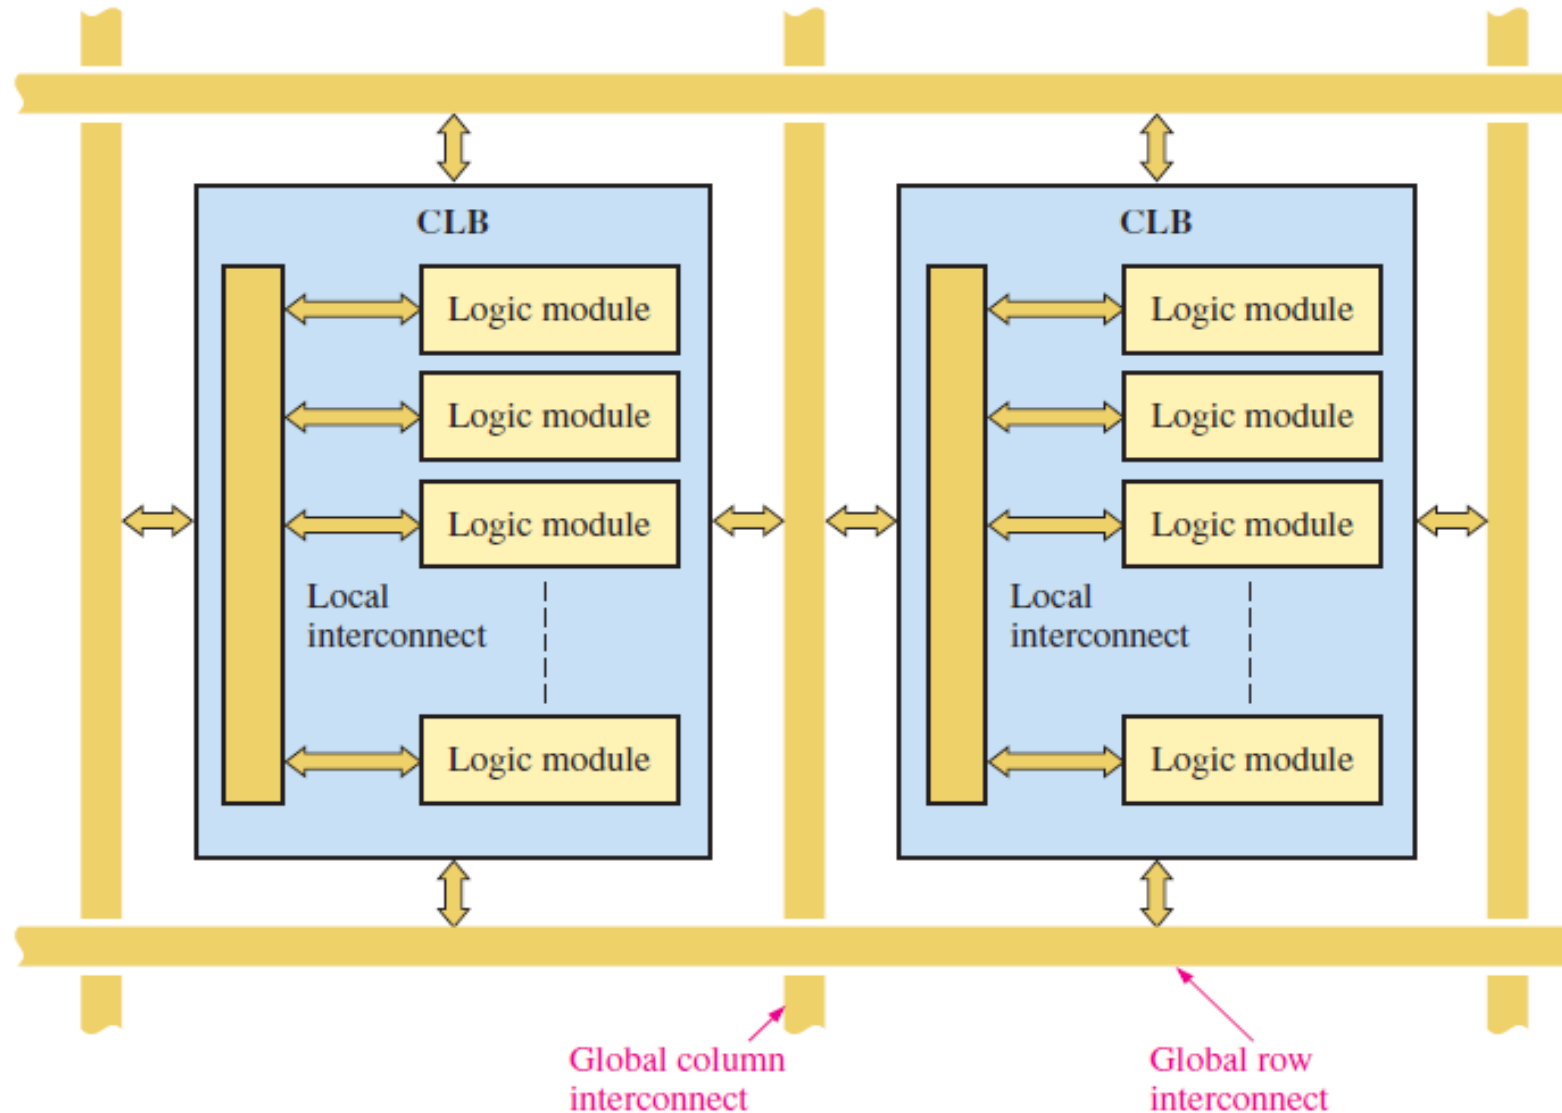 CLB
Logic module
Logic module
Logic module
Local
interconnect
Logic module
CLB
Logic module
Logic module
Logic module
Local
interconnect
Logic module
Global column
interconnect
Global row
interconnect